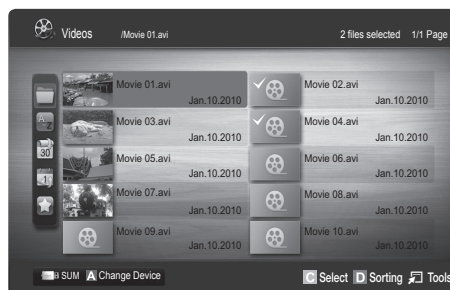 Videos /Movie 01.avi 2 files selected 1/1 Page
Movie 01.avi Movie 02.avi
Jan.10.2010 Jan.10.2010
A Z Movie 03.avi Movie 04.avi
Jan.10.2010 Jan.10.2010
30 Movie 05.avi Movie 06.avi
1 Jan.10.2010 Jan.10.2010
Movie 07.avi Movie 08.avi
Jan.10.2010 Jan.10.2010
Movie 09.avi Movie 10.avi
Jan.10.2010 Jan.10.2010
SUM A Change Device C Select D Sorting Tools